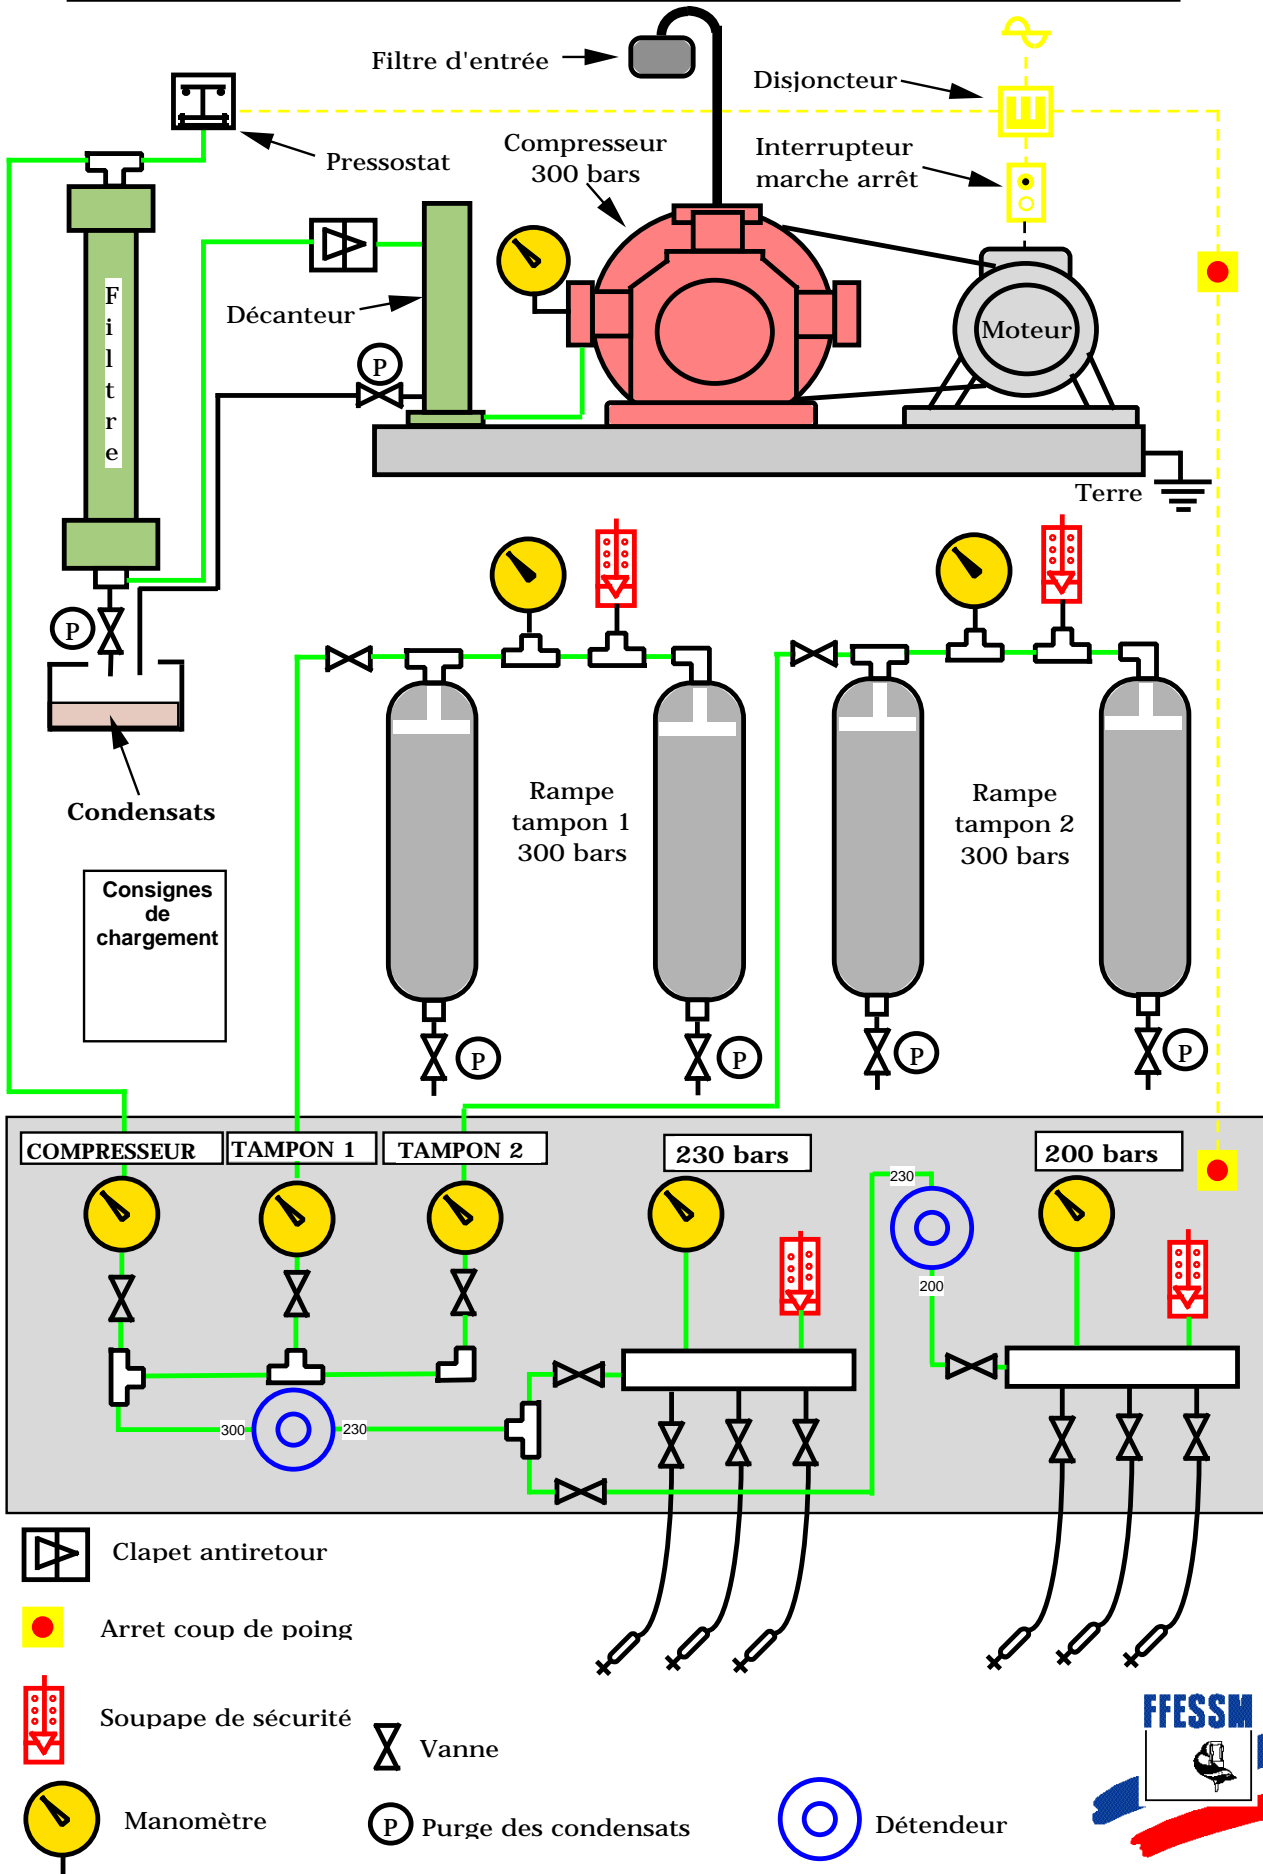 Filtre d'entrée
Disjoncteur
Pressostat
Compresseur
300 bars
Interrupteur
marche arrêt
Filtre
Décanteur
Moteur
P
Terre
P
Condensats
Rampe
tampon 1
300 bars
Rampe
tampon 2
300 bars
Consignes
de
chargement
P
P
P
P
COMPRESSEUR
TAMPON 1
TAMPON 2
230 bars
200 bars
230
200
300
230
Clapet antiretour
Arret coup de poing
Soupape de sécurité
Vanne
Manomètre
P
Purge des condensats
Détendeur
FFESSM